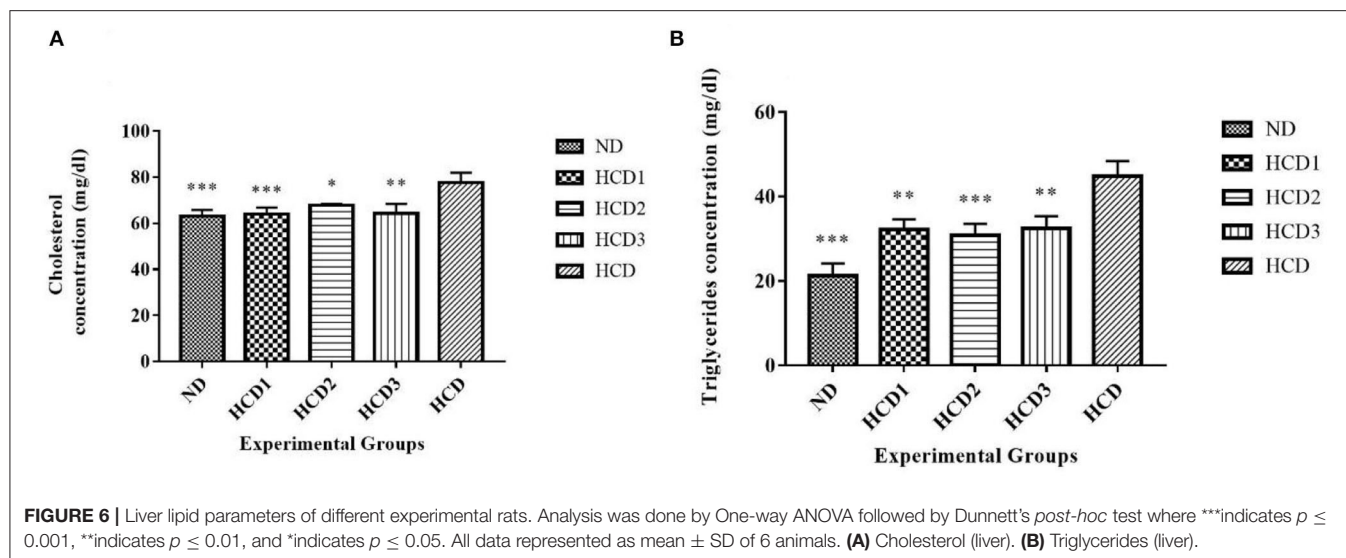 A
Cholesterol
concentration (mg/dl)
100
80
60
40
20
0
***
***
*
**
ND
HCD1
HCD2
HCD3
HCD
Experimental Groups
ND
HCD1
HCD2
HCD3
HCD
B
Triglycerides concentration (mg/dl)
60
40
20
0
***
**
***
**
ND
HCD1
HCD2
HCD3
HCD
Experimental Groups
ND
HCD1
HCD2
HCD3
HCD
FIGURE 6 | Liver lipid parameters of different experimental rats. Analysis was done by One-way ANOVA followed by Dunnett's post-hoc test where ***indicates p ≤
0.001, **indicates p ≤ 0.01, and *indicates p ≤ 0.05. All data represented as mean ± SD of 6 animals. (A) Cholesterol (liver). (B) Triglycerides (liver).